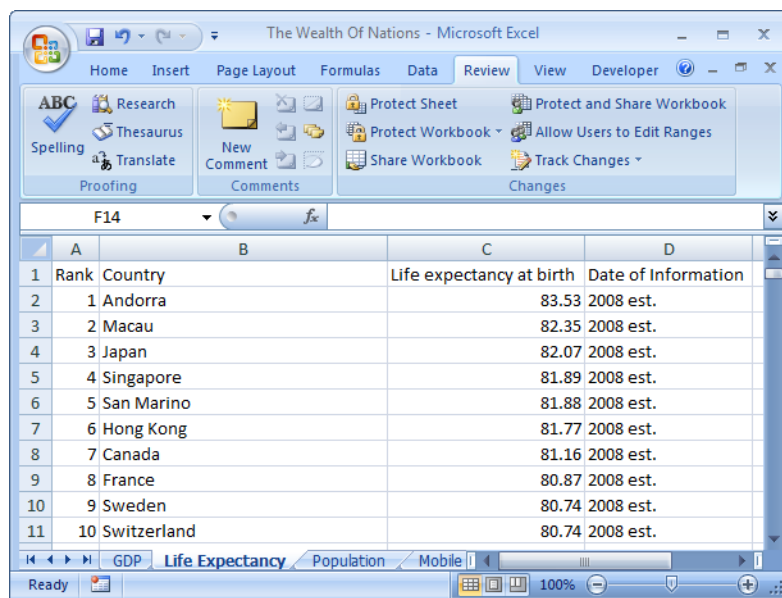 The Wealth Of Nations - Microsoft Excel
Home Insert Page Layout Formulas Data Review View Developer
ABC Research Protect Sheet Protect and Share Workbook
Thesaurus Protect Workbook Allow Users to Edit Ranges
Spelling Translate New Comment Share Workbook Track Changes
Proofing Comments Changes
F14 fx
A B C D
1 Rank Country Life expectancy at birth Date of Information
2 1 Andorra 83.53 2008 est.
3 2 Macau 82.35 2008 est.
4 3 Japan 82.07 2008 est.
5 4 Singapore 81.89 2008 est.
6 5 San Marino 81.88 2008 est.
7 6 Hong Kong 81.77 2008 est.
8 7 Canada 81.16 2008 est.
9 8 France 80.87 2008 est.
10 9 Sweden 80.74 2008 est.
11 10 Switzerland 80.74 2008 est.
GDP Life Expectancy Population Mobile
Ready 100%